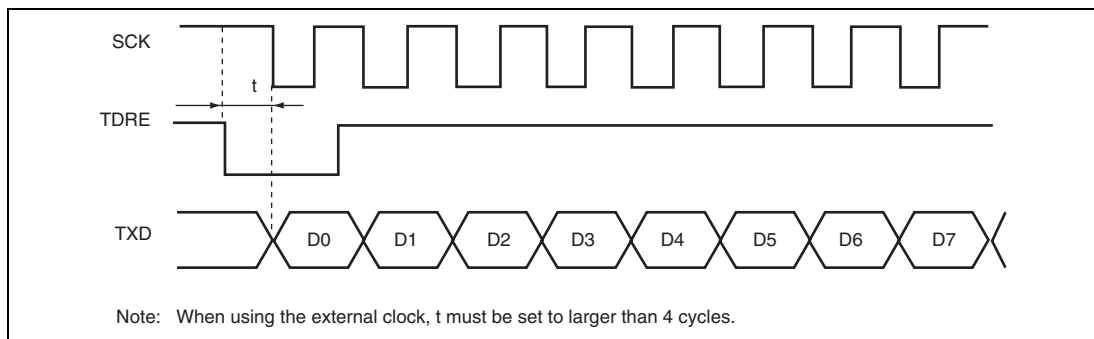 SCK
t
TDRE
TXD D0 D1 D2 D3 D4 D5 D6 D7
Note: When using the external clock, t must be set to larger than 4 cycles.